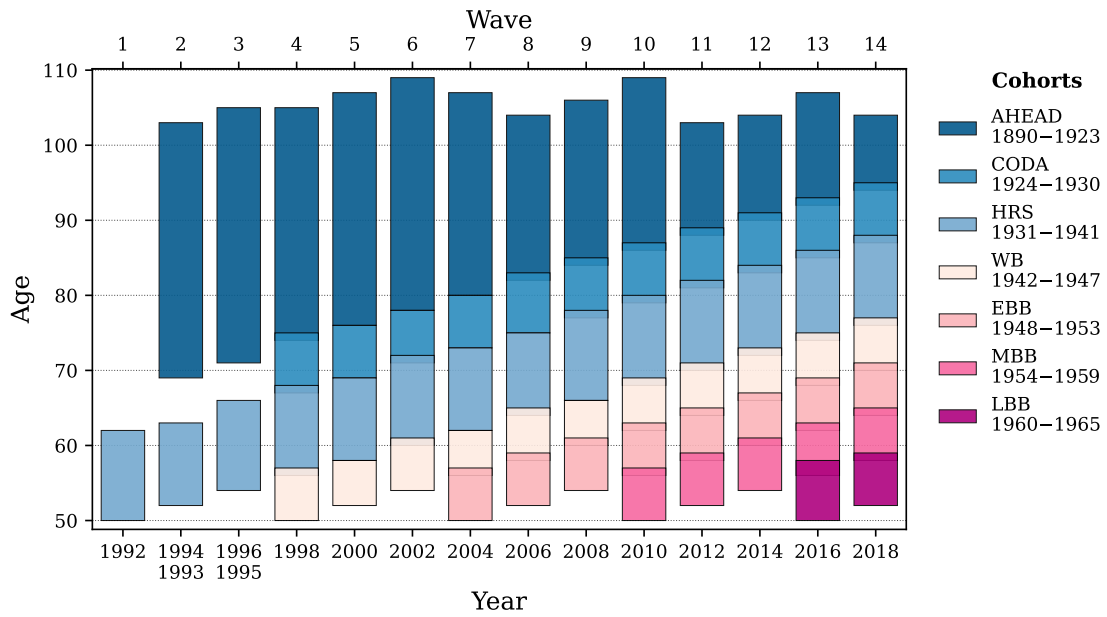 Wave
1 2 3 4 5 6 7 8 9 10 11 12 13 14
110
100
90
80
70
60
50
Age
1992 1994 1996 1998 2000 2002 2004 2006 2008 2010 2012 2014 2016 2018
1993 1995
Year
Cohorts
AHEAD
1890−1923
CODA
1924−1930
HRS
1931−1941
WB
1942−1947
EBB
1948−1953
MBB
1954−1959
LBB
1960−1965